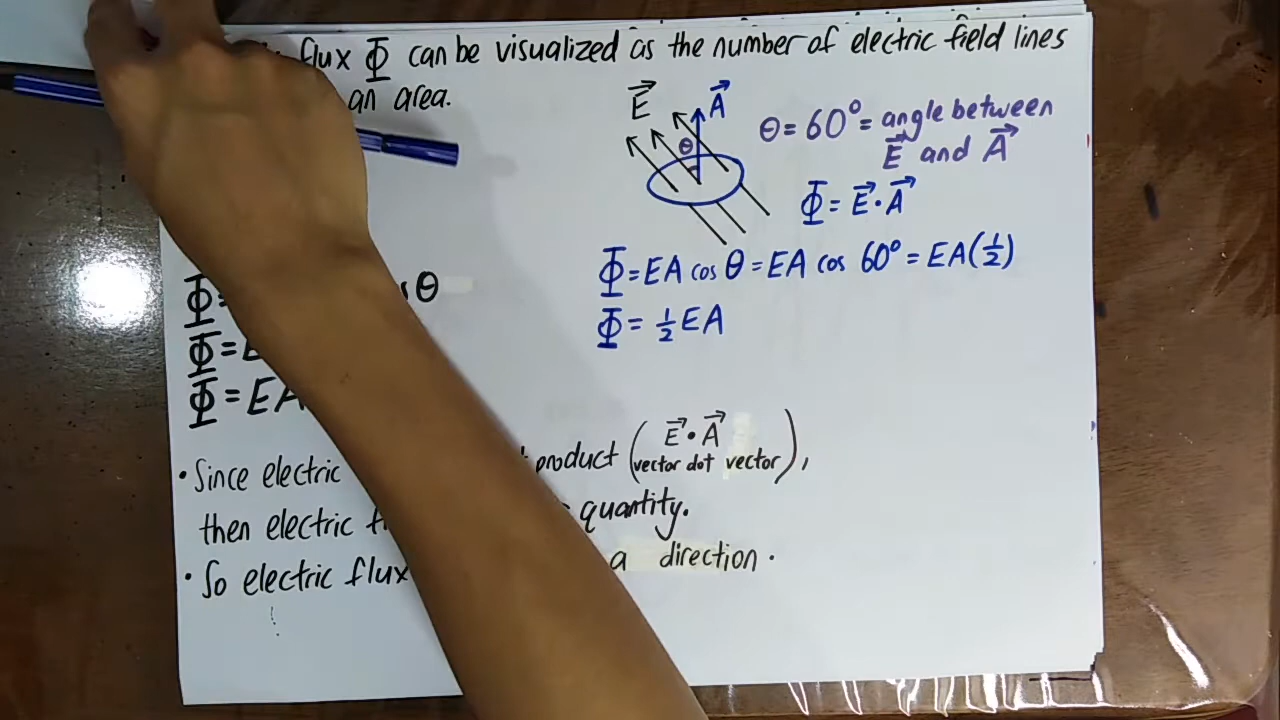 flux Φ can be visualized as the number of electric field lines
an area.
E⃗ A⃗
θ
θ = 60° = angle between
E⃗ and A⃗
Φ = E⃗ · A⃗
Φ = EA cos θ = EA cos 60° = EA(½)
Φ = ½ EA
Φ = θ
Φ =
Φ = EA
· Since electric product (E⃗ · A⃗
vector dot vector),
then electric quantity.
· So electric flux a direction.